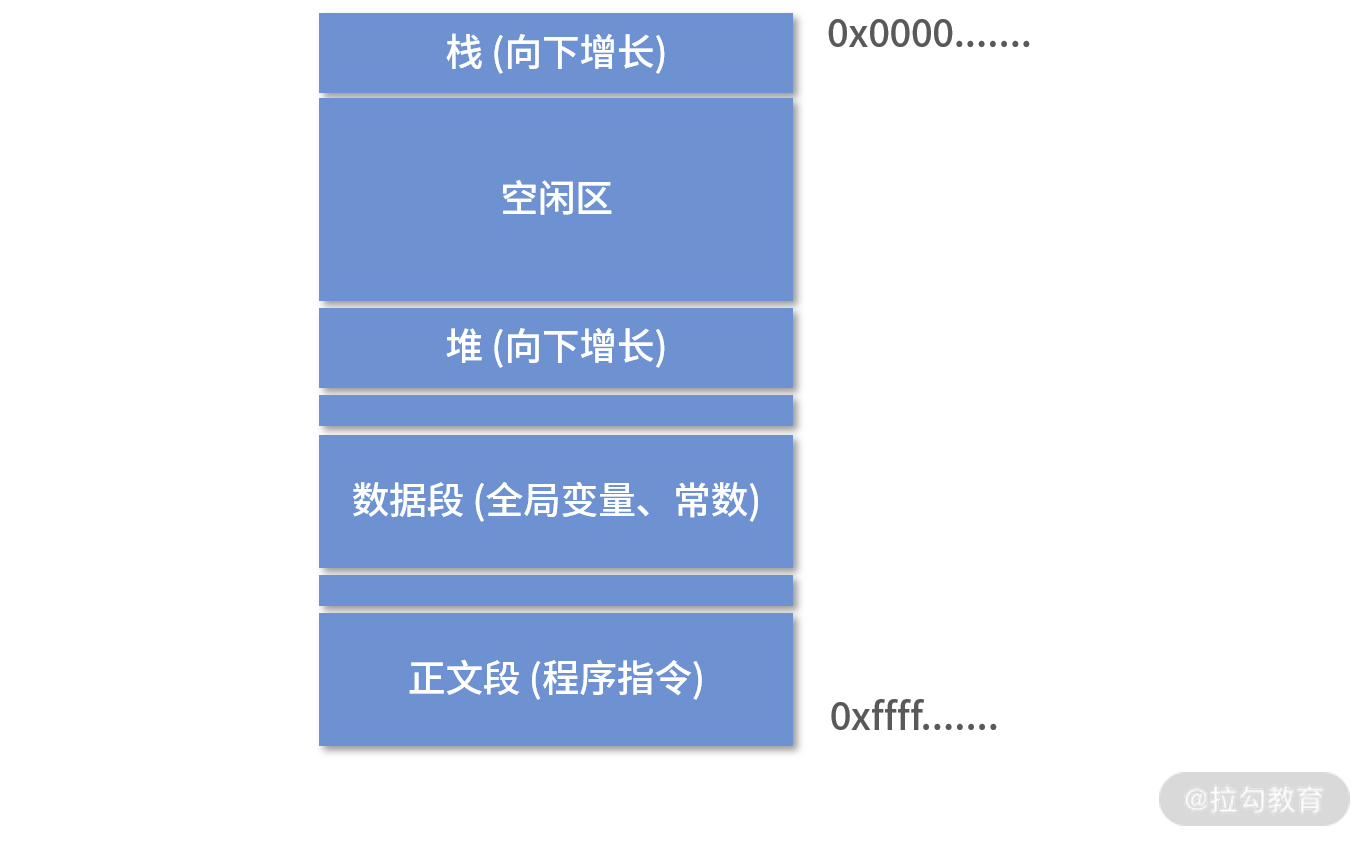 栈 (向下增长)
0x0000.......
空闲区
堆 (向下增长)
数据段 (全局变量、常数)
正文段 (程序指令)
0xffff.......
@拉勾教育